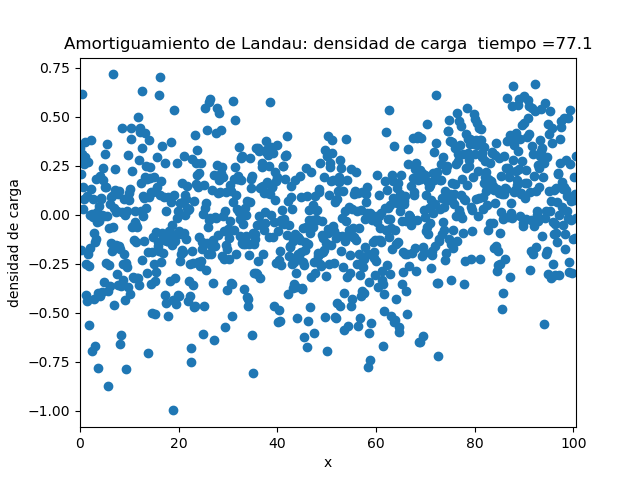 Amortiguamiento de Landau: densidad de carga  tiempo =77.1
0.75
0.50
0.25
0.00
−0.25
−0.50
−0.75
−1.00
densidad de carga
0 20 40 60 80 100
x